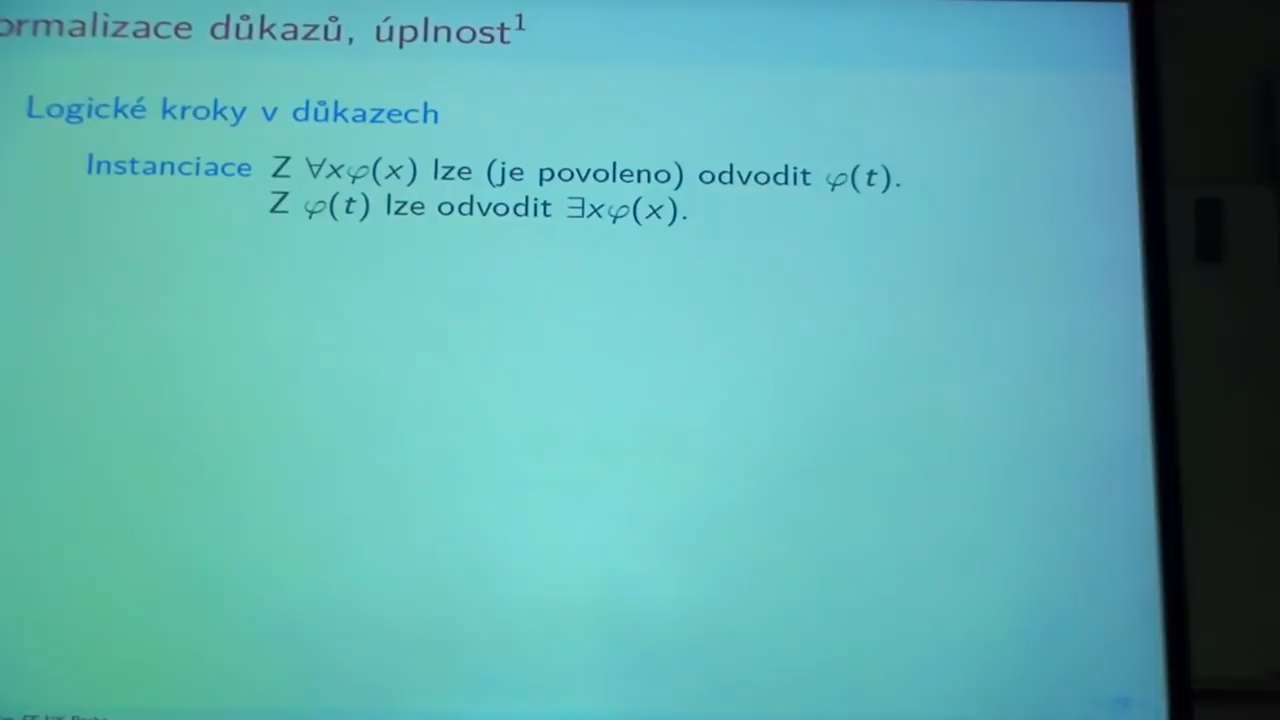 ormalizace důkazů, úplnost¹
Logické kroky v důkazech
Instanciace Z ∀xφ(x) lze (je povoleno) odvodit φ(t).
Z φ(t) lze odvodit ∃xφ(x).